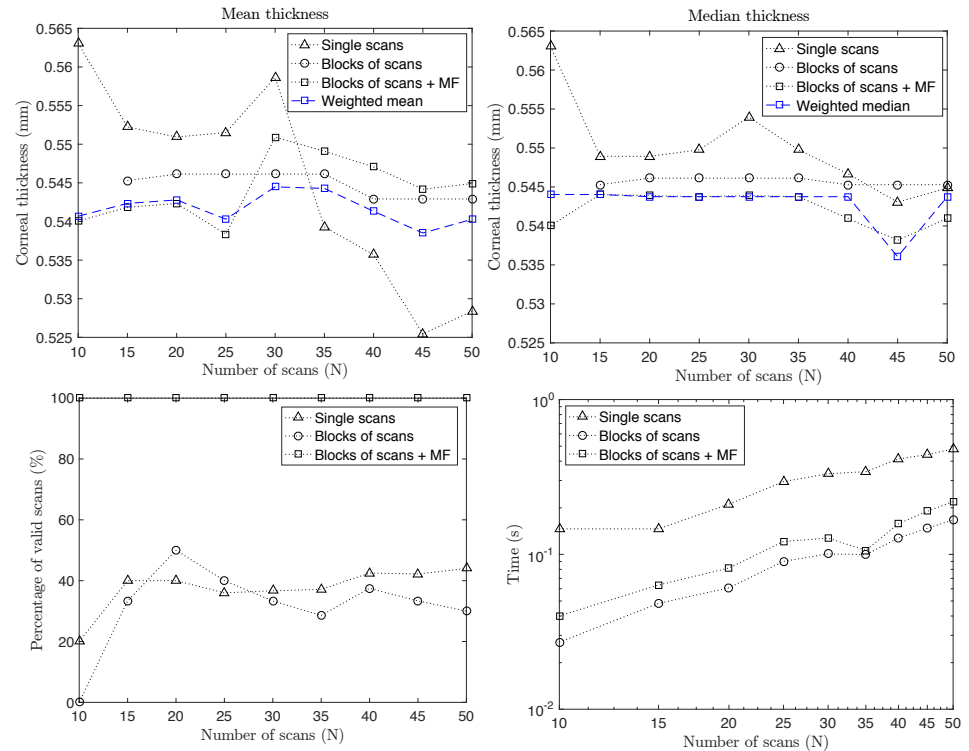 Mean thickness
0.565
0.56
0.555
0.55
0.545
0.54
0.535
0.53
0.525
Corneal thickness (mm)
10 15 20 25 30 35 40 45 50
Number of scans (N)
Single scans
Blocks of scans
Blocks of scans + MF
Weighted mean
Median thickness
0.565
0.56
0.555
0.55
0.545
0.54
0.535
0.53
0.525
Corneal thickness (mm)
10 15 20 25 30 35 40 45 50
Number of scans (N)
Single scans
Blocks of scans
Blocks of scans + MF
Weighted median
100
80
60
40
20
0
Percentage of valid scans (%)
10 15 20 25 30 35 40 45 50
Number of scans (N)
Single scans
Blocks of scans
Blocks of scans + MF
10^0
10^-1
10^-2
Time (s)
10 15 20 25 30 35 40 45 50
Number of scans (N)
Single scans
Blocks of scans
Blocks of scans + MF